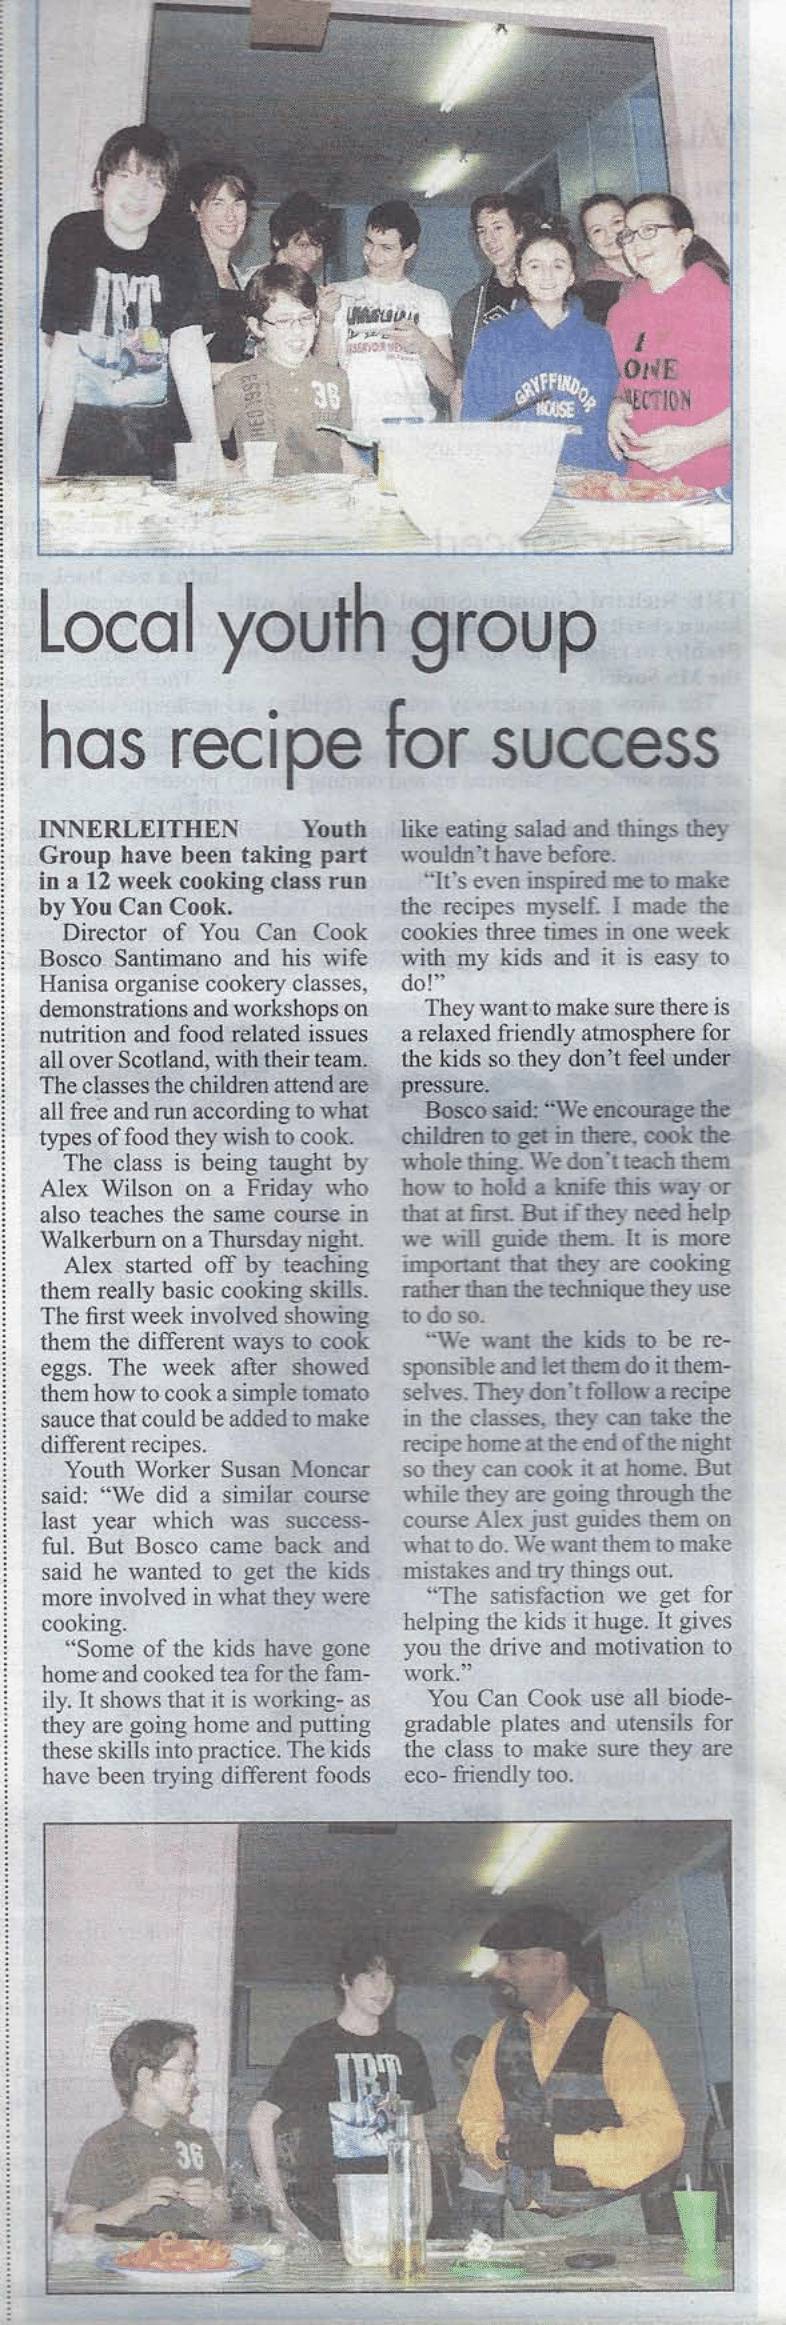 IRT
36
GRYFFINDOR
HOUSE
I
ONE
RECTION
Local youth group
has recipe for success
INNERLEITHEN Youth
Group have been taking part
in a 12 week cooking class run
by You Can Cook.
Director of You Can Cook
Bosco Santimano and his wife
Hanisa organise cookery classes,
demonstrations and workshops on
nutrition and food related issues
all over Scotland, with their team.
The classes the children attend are
all free and run according to what
types of food they wish to cook.
The class is being taught by
Alex Wilson on a Friday who
also teaches the same course in
Walkerburn on a Thursday night.
Alex started off by teaching
them really basic cooking skills.
The first week involved showing
them the different ways to cook
eggs. The week after showed
them how to cook a simple tomato
sauce that could be added to make
different recipes.
Youth Worker Susan Moncar
said: “We did a similar course
last year which was success-
ful. But Bosco came back and
said he wanted to get the kids
more involved in what they were
cooking.
“Some of the kids have gone
home and cooked tea for the fam-
ily. It shows that it is working- as
they are going home and putting
these skills into practice. The kids
have been trying different foods
like eating salad and things they
wouldn’t have before.
“It’s even inspired me to make
the recipes myself. I made the
cookies three times in one week
with my kids and it is easy to
do!”
They want to make sure there is
a relaxed friendly atmosphere for
the kids so they don’t feel under
pressure.
Bosco said: “We encourage the
children to get in there, cook the
whole thing. We don’t teach them
how to hold a knife this way or
that at first. But if they need help
we will guide them. It is more
important that they are cooking
rather than the technique they use
to do so.
“We want the kids to be re-
sponsible and let them do it them-
selves. They don’t follow a recipe
in the classes, they can take the
recipe home at the end of the night
so they can cook it at home. But
while they are going through the
course Alex just guides them on
what to do. We want them to make
mistakes and try things out.
“The satisfaction we get for
helping the kids it huge. It gives
you the drive and motivation to
work.”
You Can Cook use all biode-
gradable plates and utensils for
the class to make sure they are
eco- friendly too.
36
IRT